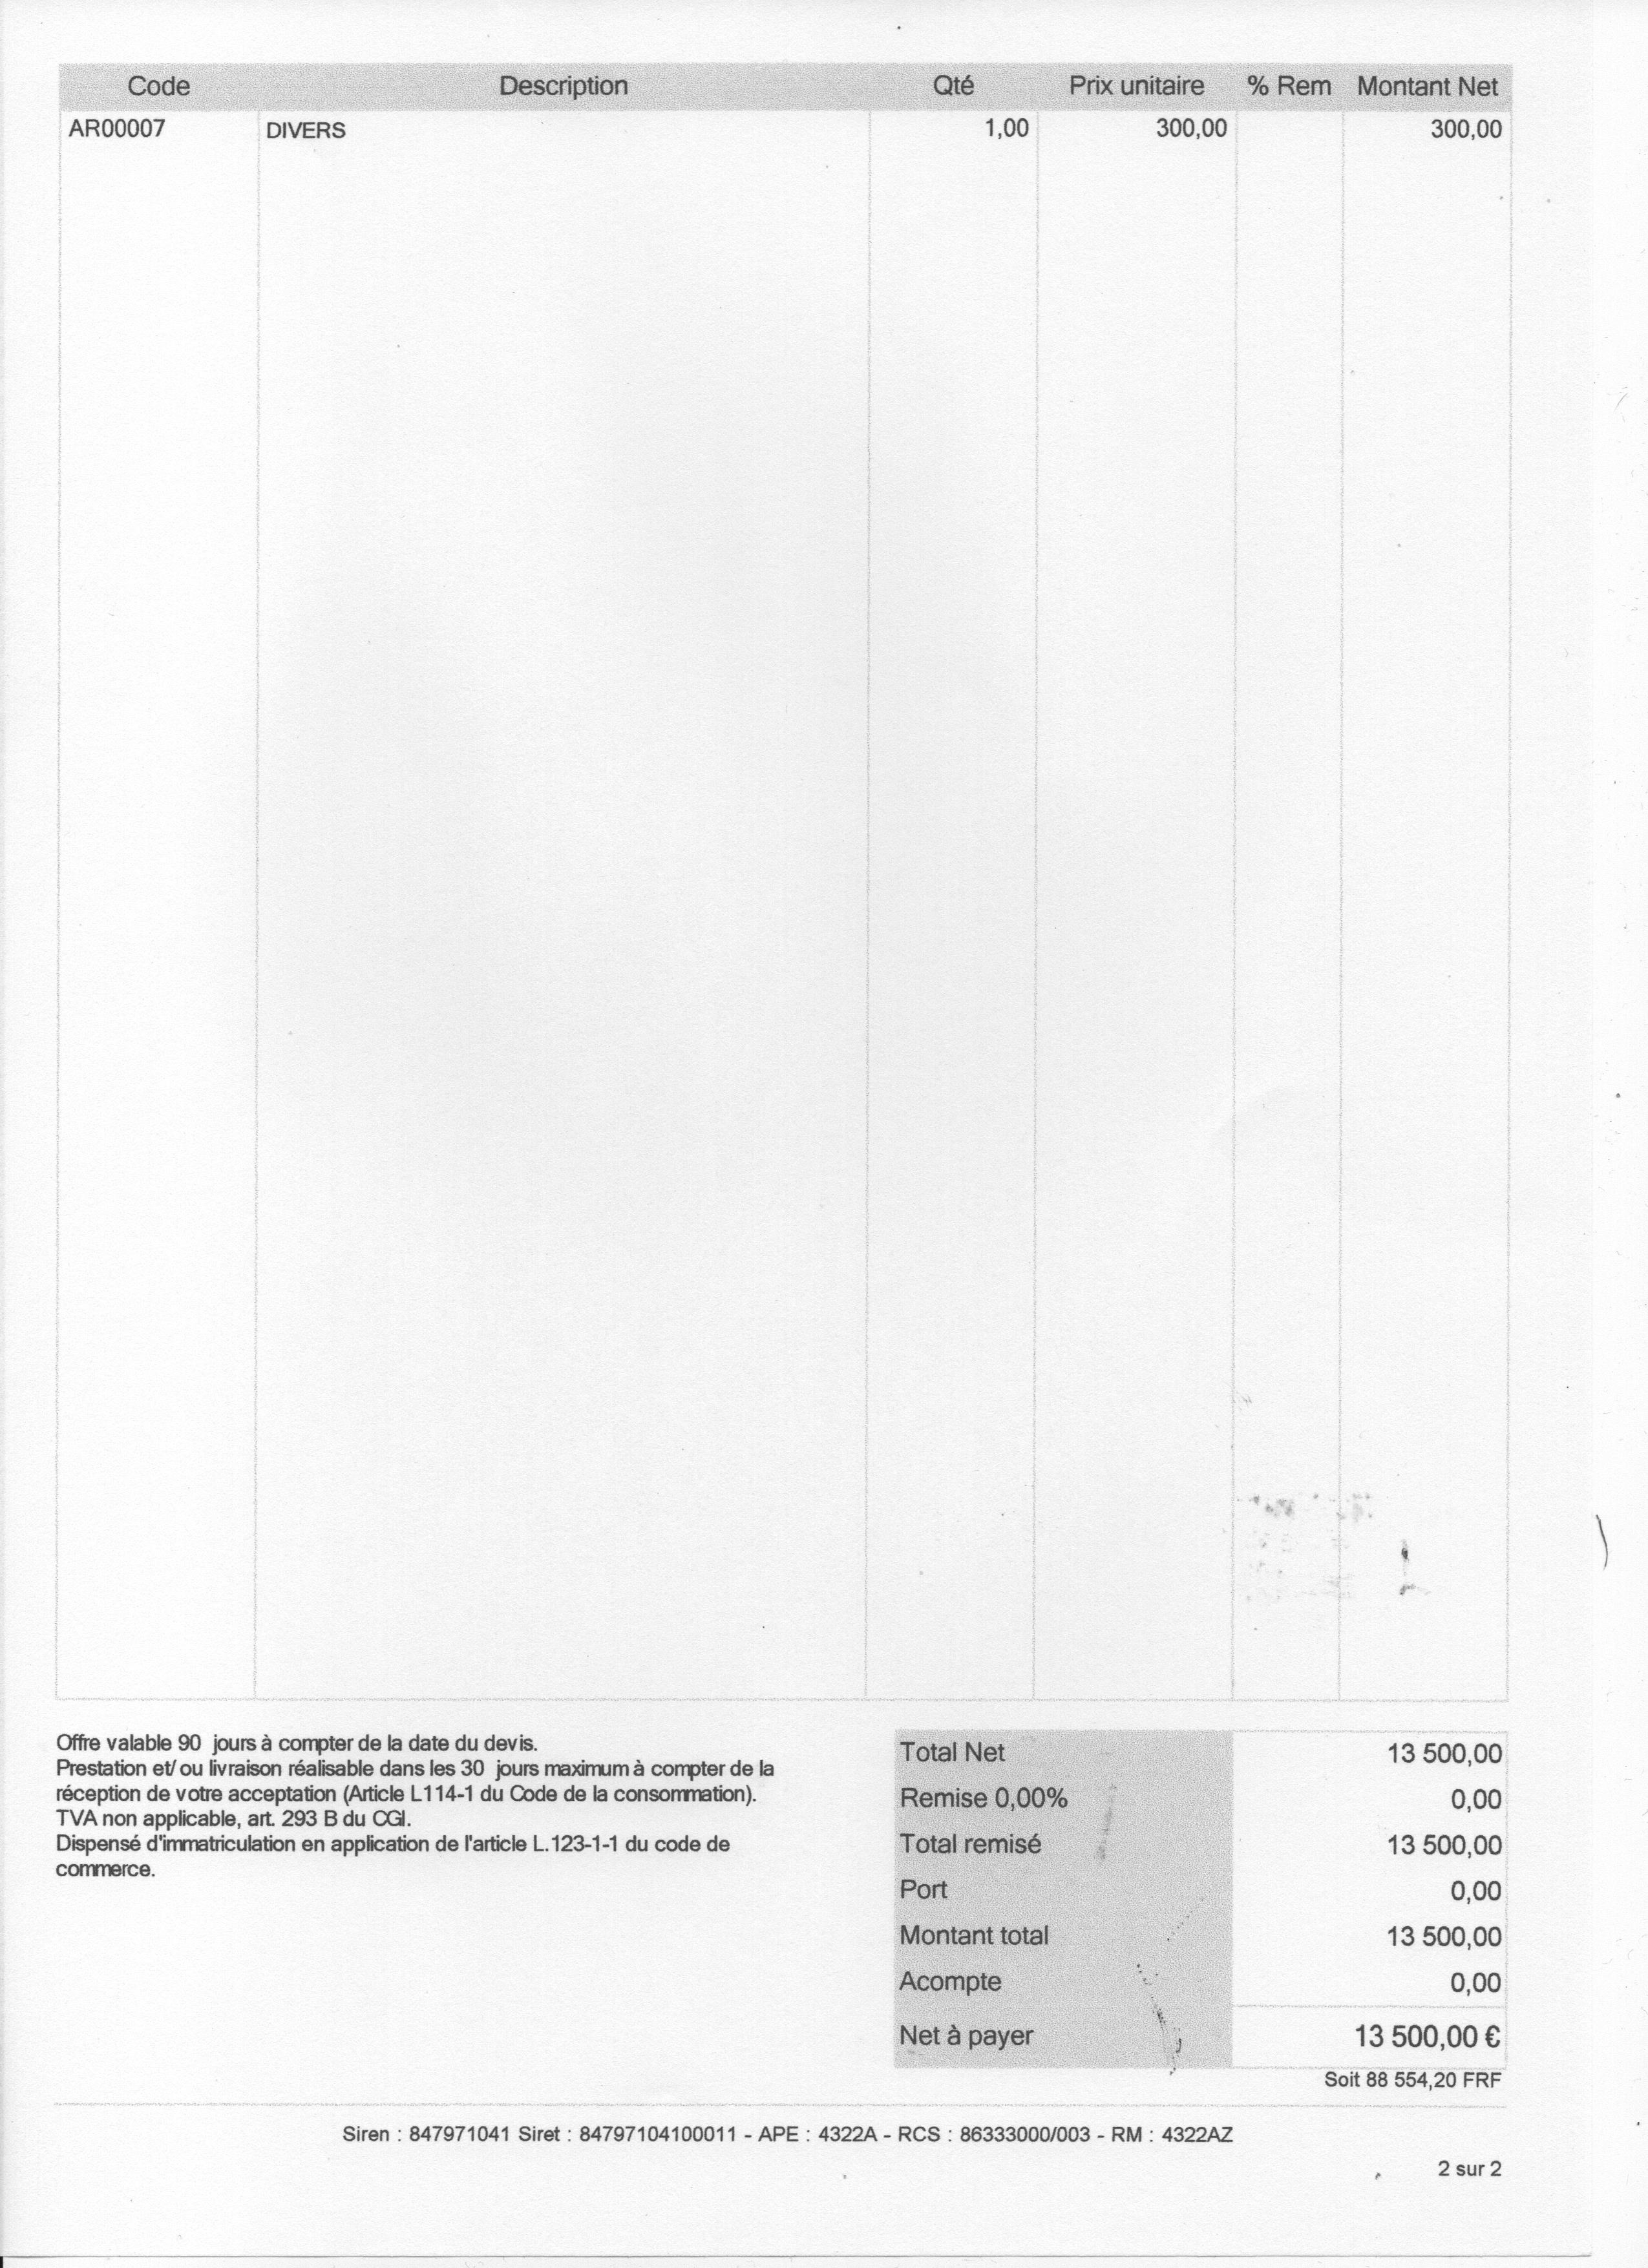 Code Description Qté Prix unitaire % Rem Montant Net
AR00007 DIVERS 1,00 300,00 300,00
Offre valable 90 jours à compter de la date du devis.
Prestation et/ ou livraison réalisable dans les 30 jours maximum à compter de la
réception de votre acceptation (Article L114-1 du Code de la consommation).
TVA non applicable, art. 293 B du CGI.
Dispensé d'immatriculation en application de l'article L.123-1-1 du code de
commerce.
Total Net 13 500,00
Remise 0,00% 0,00
Total remisé 13 500,00
Port 0,00
Montant total 13 500,00
Acompte 0,00
Net à payer 13 500,00 €
Soit 88 554,20 FRF
Siren : 847971041 Siret : 84797104100011 - APE : 4322A - RCS : 86333000/003 - RM : 4322AZ
2 sur 2